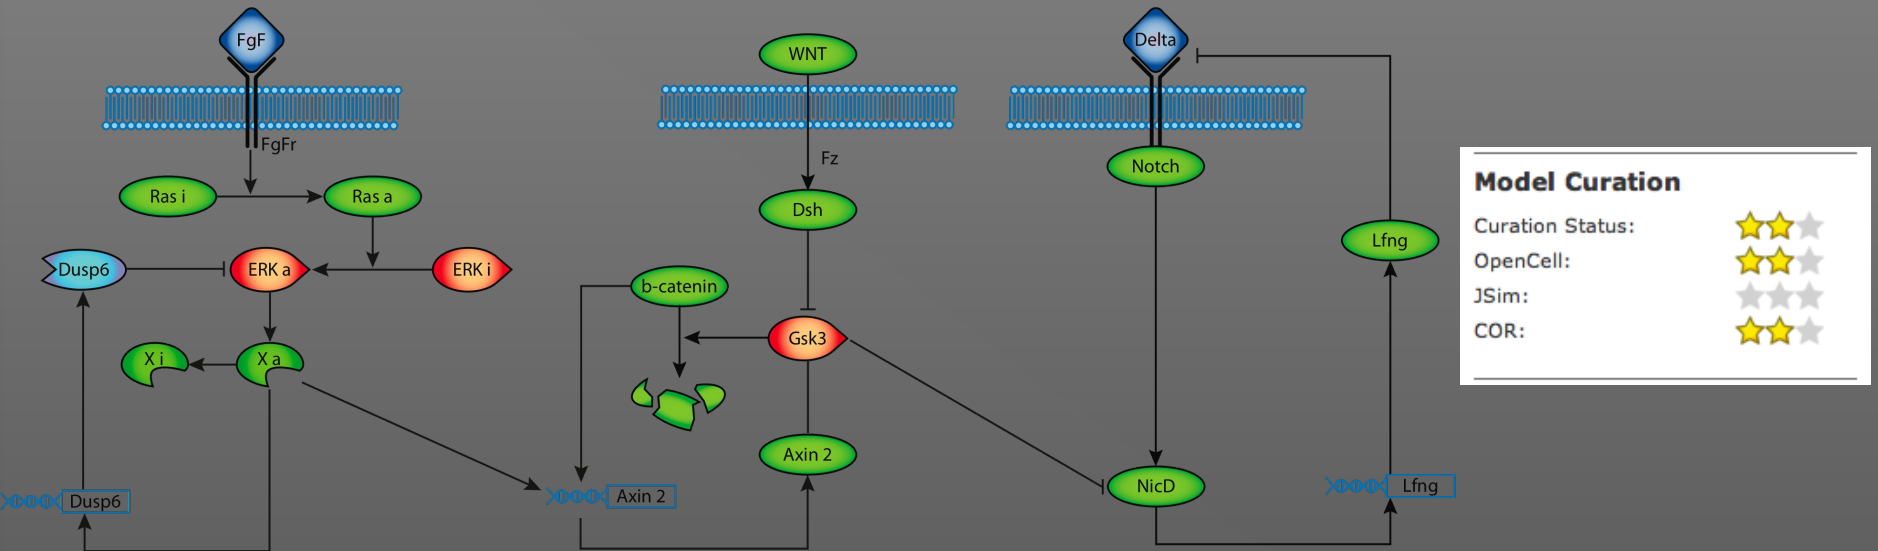 FgF
WNT
Delta
FgFr
Fz
Notch
Ras i
Ras a
Dsh
Lfng
Dusp6
ERK a
ERK i
b-catenin
Gsk3
X i
X a
Axin 2
NicD
Lfng
Dusp6
Axin 2
Model Curation
Curation Status:
OpenCell:
JSim:
COR: